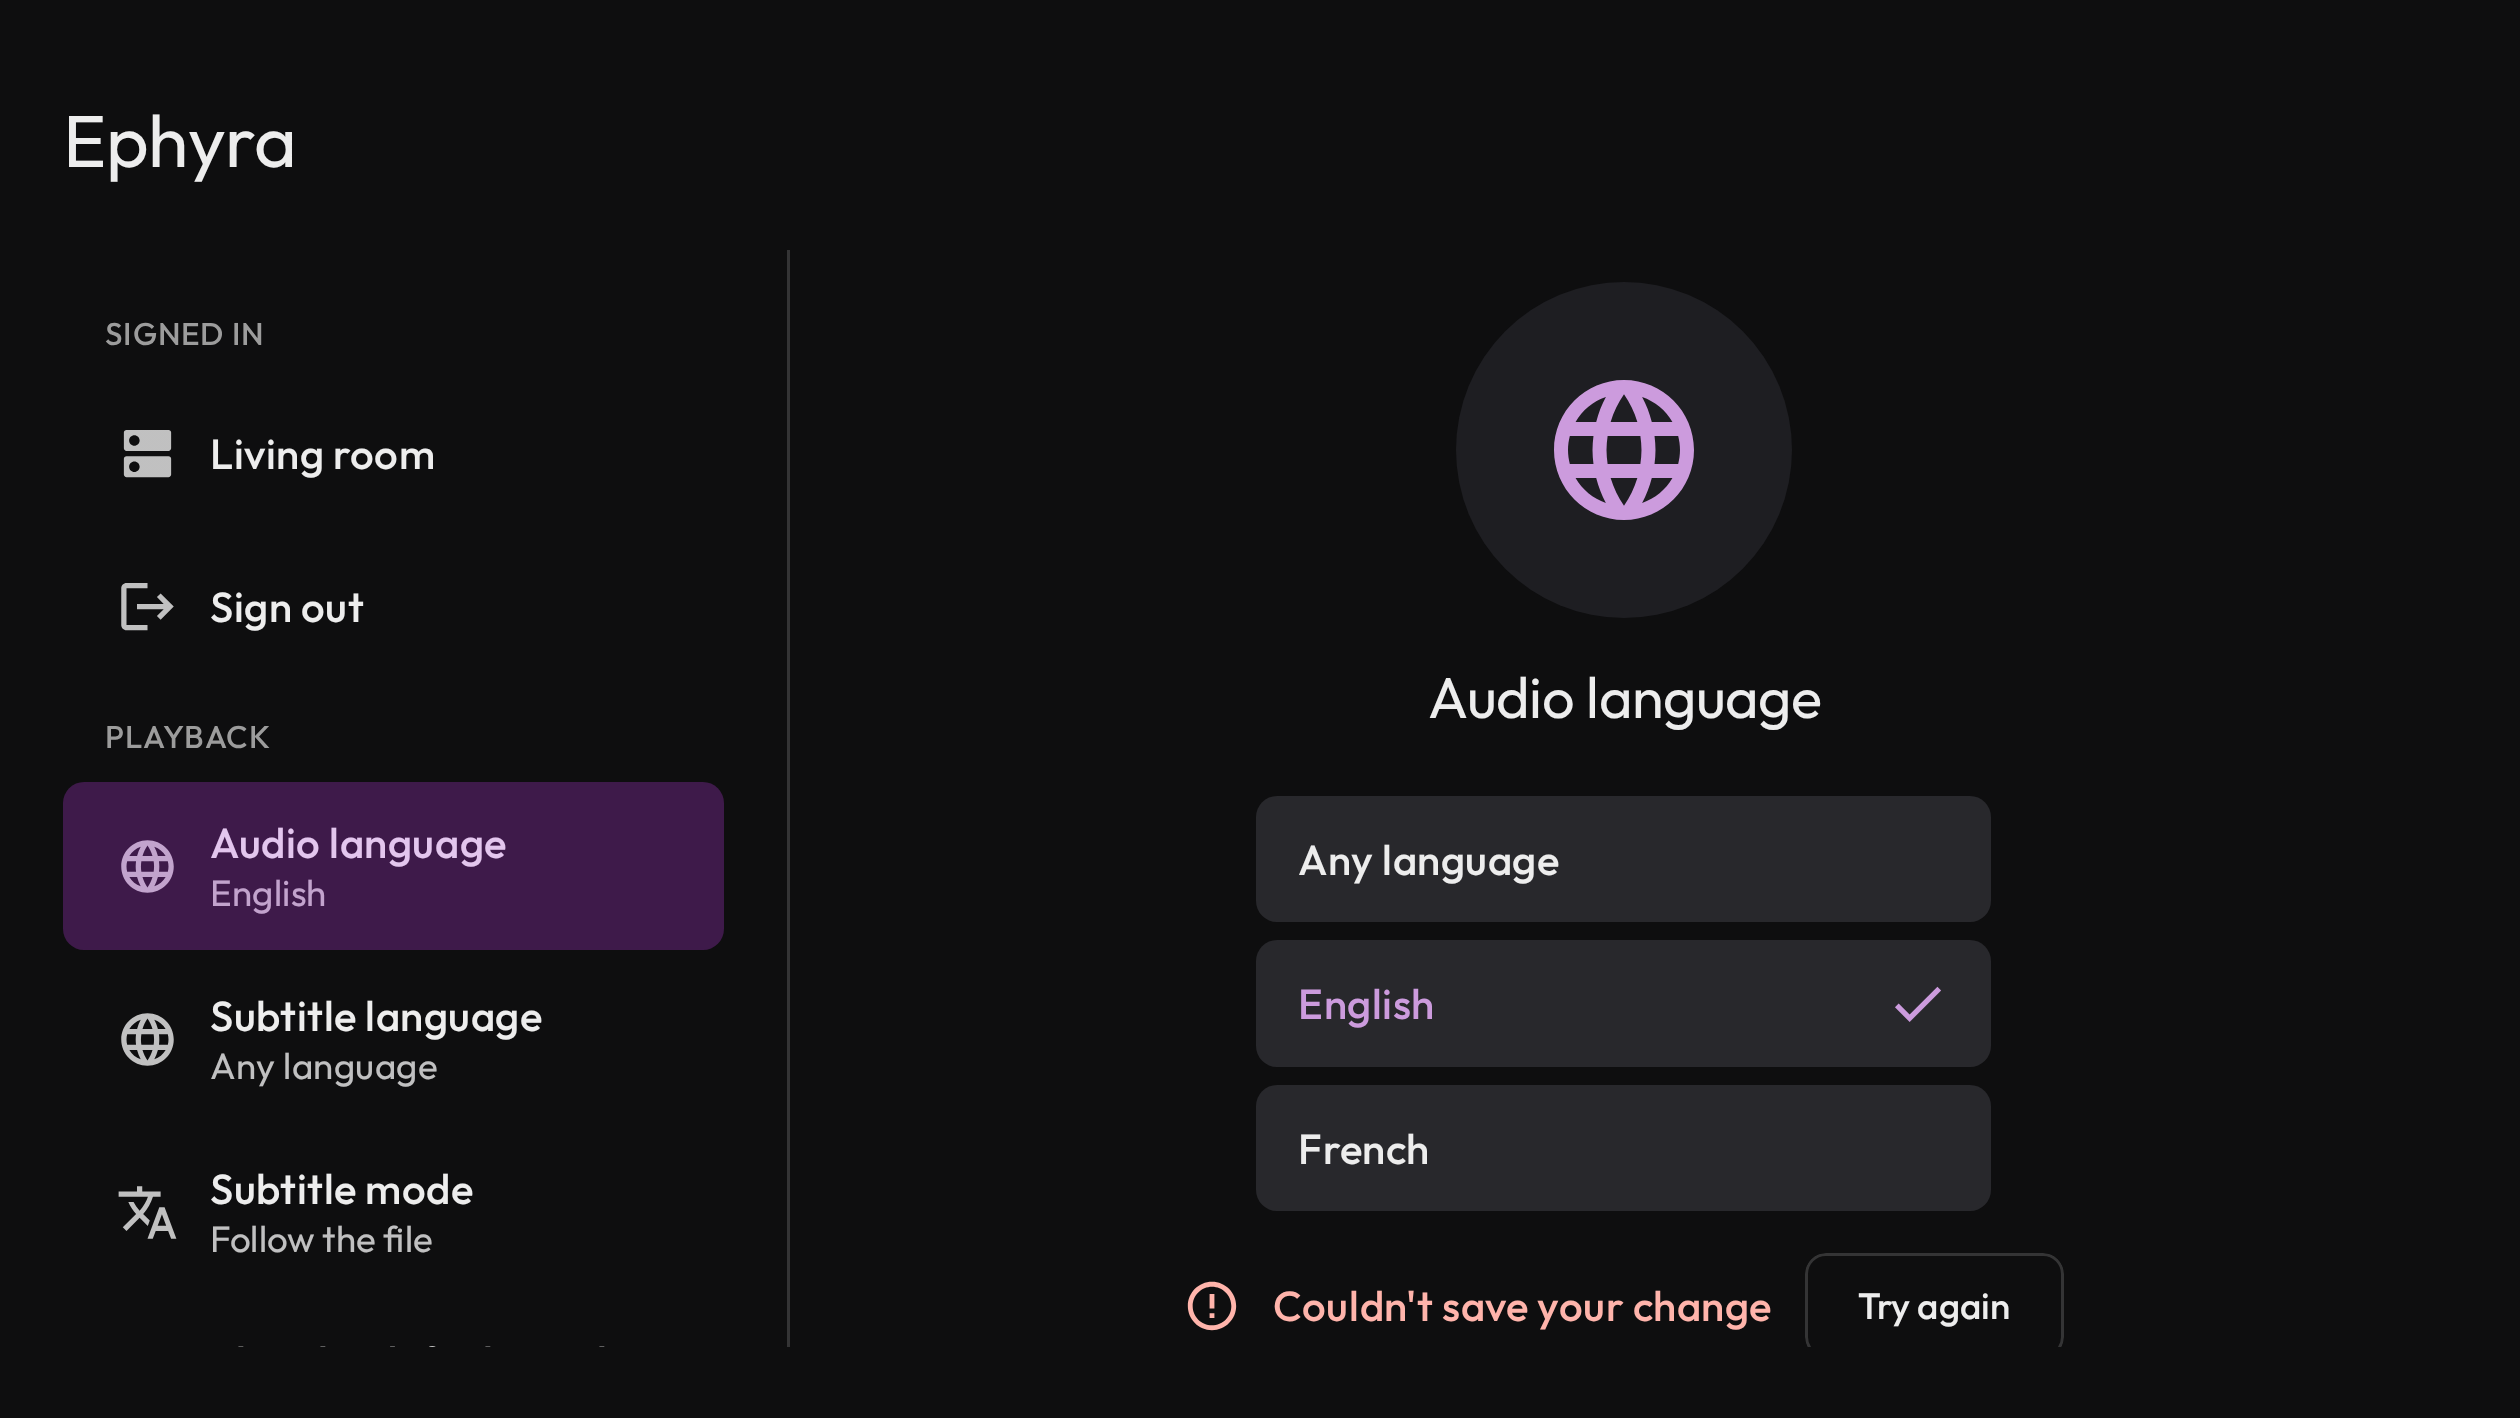 Ephyra
SIGNED IN
Living room
Sign out
PLAYBACK
Audio language
English
Subtitle language
Any language
Subtitle mode
Follow the file
Audio language
Any language
English
French
Couldn't save your change
Try again